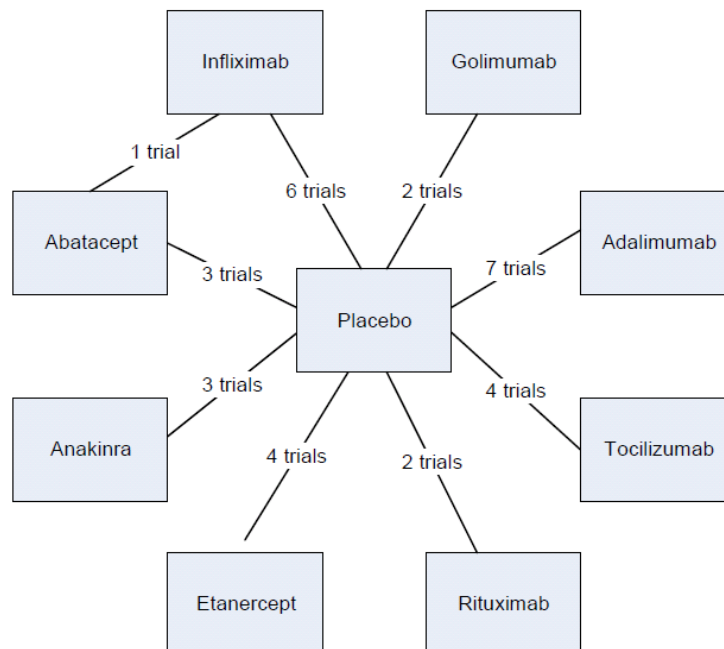 Infliximab
Golimumab
1 trial
6 trials
2 trials
Abatacept
Adalimumab
3 trials
7 trials
Placebo
3 trials
4 trials
Anakinra
Tocilizumab
4 trials
2 trials
Etanercept
Rituximab